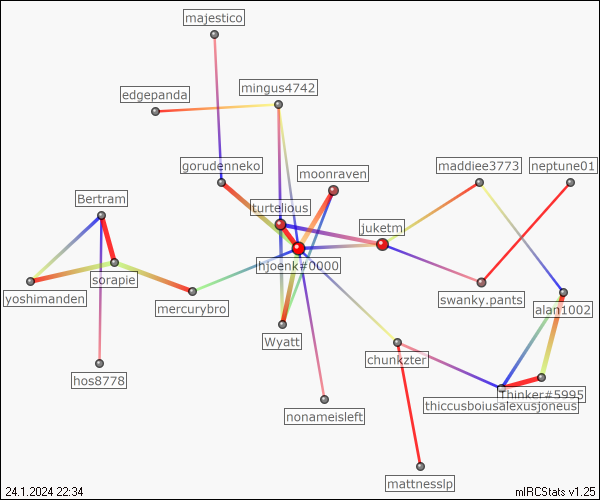 majestico
mingus4742
edgepanda
gorudenneko
moonraven
maddiee3773
neptune01
Bertram
turtelious
juketm
hjoenk#0000
sorapie
yoshimanden
mercurybro
swanky.pants
alan1002
Wyatt
chunkzter
hos8778
Thinker#5995
thiccusboiusalexusjoneus
nonameisleft
mattnesslp
24.1.2024 22:34
mIRCStats v1.25